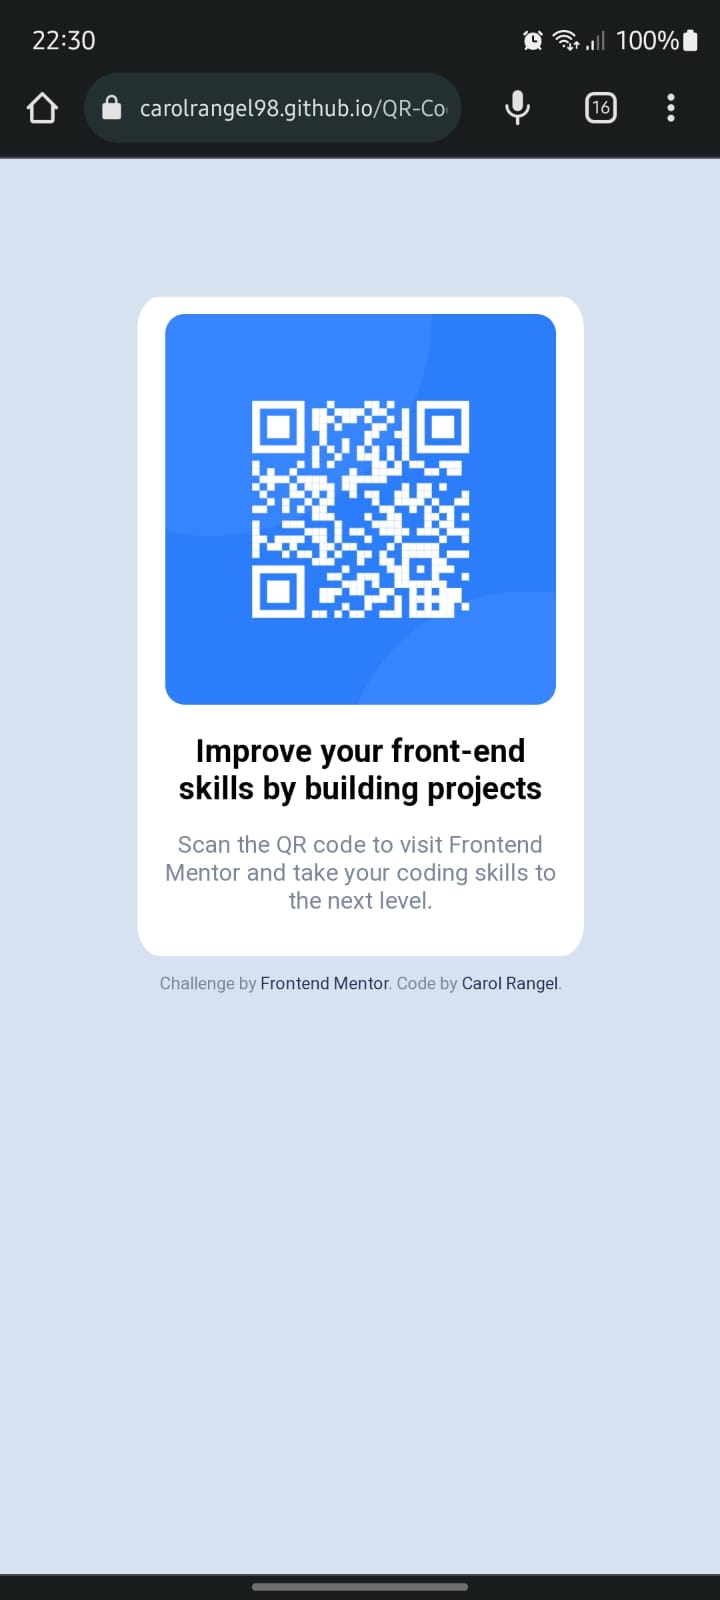 22:30
100%
carolrangel98.github.io/QR-Co
16
Improve your front-end
skills by building projects
Scan the QR code to visit Frontend
Mentor and take your coding skills to
the next level.
Challenge by Frontend Mentor. Code by Carol Rangel.